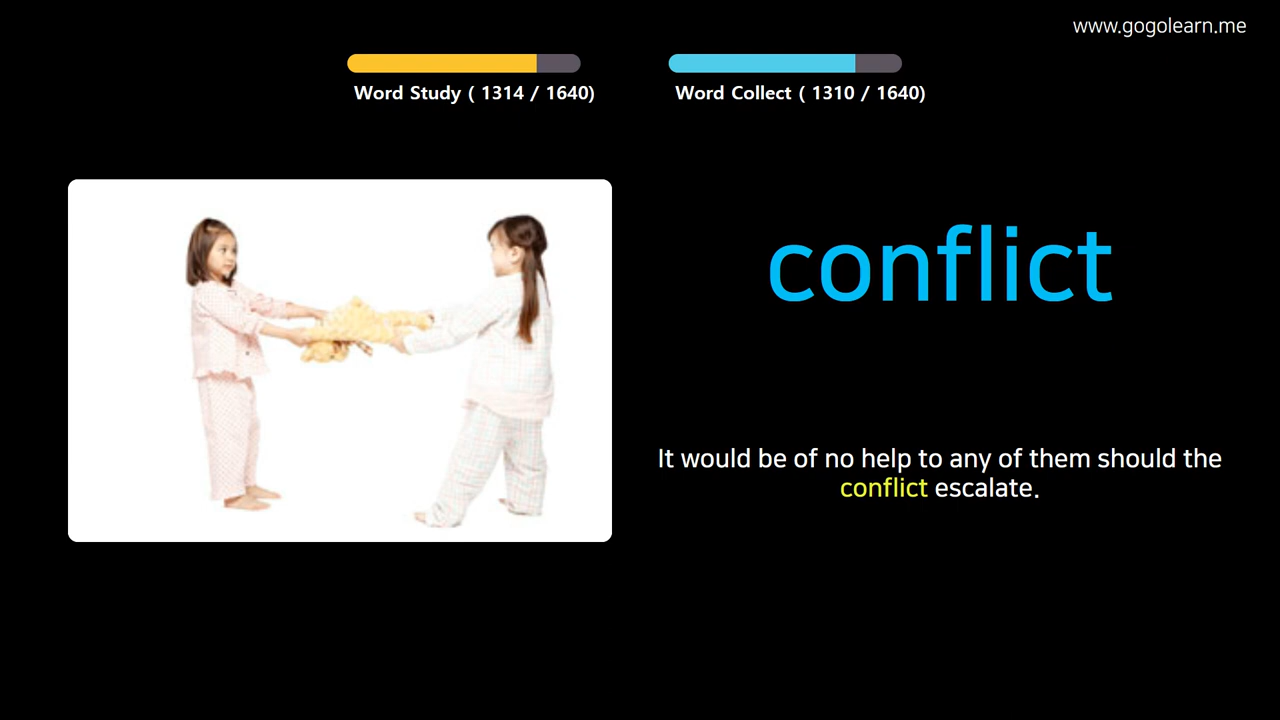 www.gogolearn.me
Word Study ( 1314 / 1640)
Word Collect ( 1310 / 1640)
conflict
It would be of no help to any of them should the
conflict escalate.